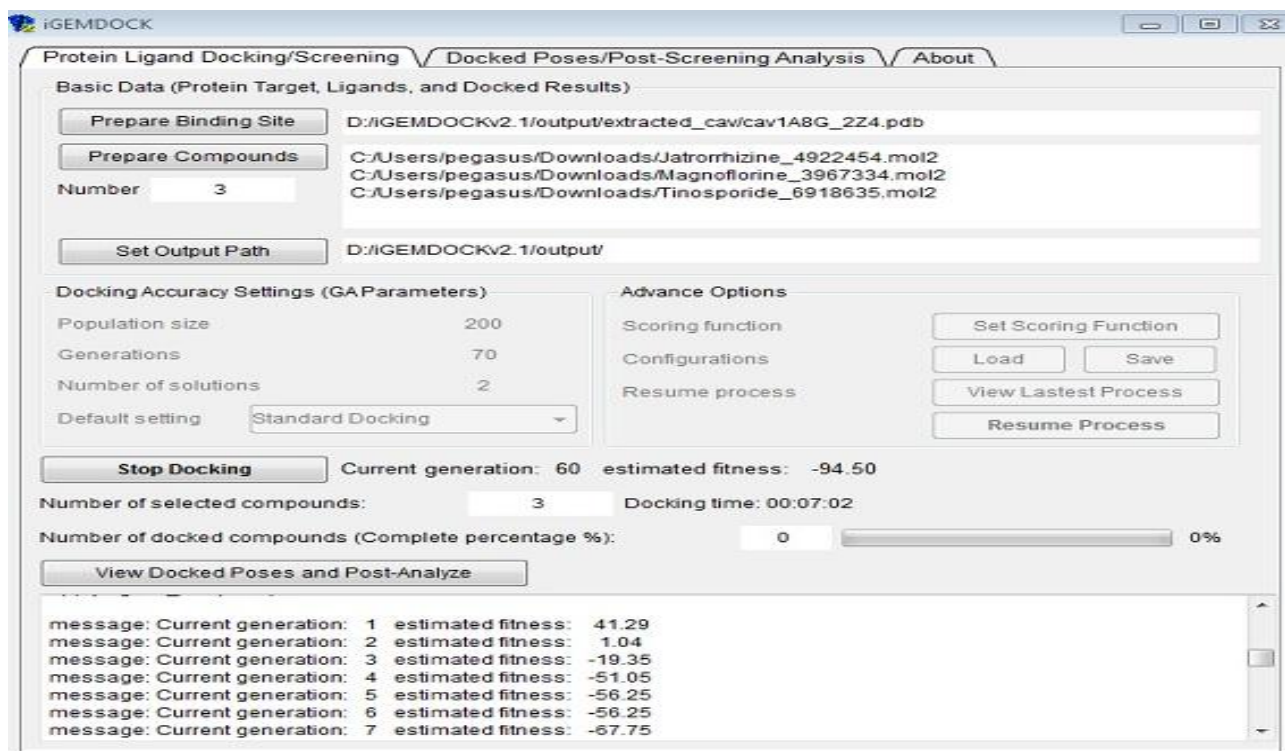 iGEMDOCK
Protein Ligand Docking/Screening Docked Poses/Post-Screening Analysis About
Basic Data (Protein Target, Ligands, and Docked Results)
Prepare Binding Site D:/iGEMDOCKv2.1/output/extracted_cav/cav1A8G_2Z4.pdb
Prepare Compounds C:/Users/pegasus/Downloads/Jatrorrhizine_4922454.mol2
C:/Users/pegasus/Downloads/Magnoflorine_3967334.mol2
Number 3 C:/Users/pegasus/Downloads/Tinosporide_6918635.mol2
Set Output Path D:/iGEMDOCKv2.1/output/
Docking Accuracy Settings (GA Parameters)
Population size 200
Generations 70
Number of solutions 2
Default setting Standard Docking
Advance Options
Scoring function Set Scoring Function
Configurations Load Save
Resume process View Lastest Process
Resume Process
Stop Docking Current generation: 60 estimated fitness: -94.50
Number of selected compounds: 3 Docking time: 00:07:02
Number of docked compounds (Complete percentage %): 0 0%
View Docked Poses and Post-Analyze
message: Current generation: 1 estimated fitness: 41.29
message: Current generation: 2 estimated fitness: 1.04
message: Current generation: 3 estimated fitness: -19.35
message: Current generation: 4 estimated fitness: -51.05
message: Current generation: 5 estimated fitness: -56.25
message: Current generation: 6 estimated fitness: -56.25
message: Current generation: 7 estimated fitness: -67.75